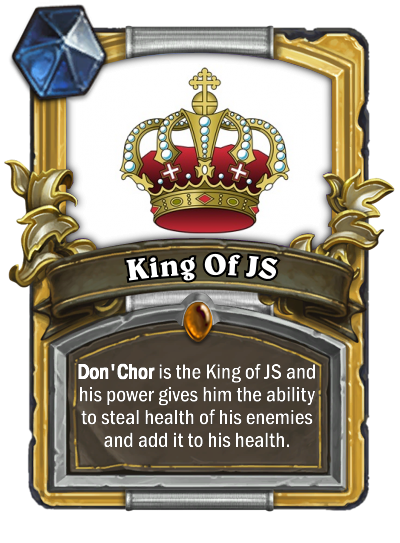 King Of JS
Don'Chor is the King of JS and
his power gives him the ability
to steal health of his enemies
and add it to his health.